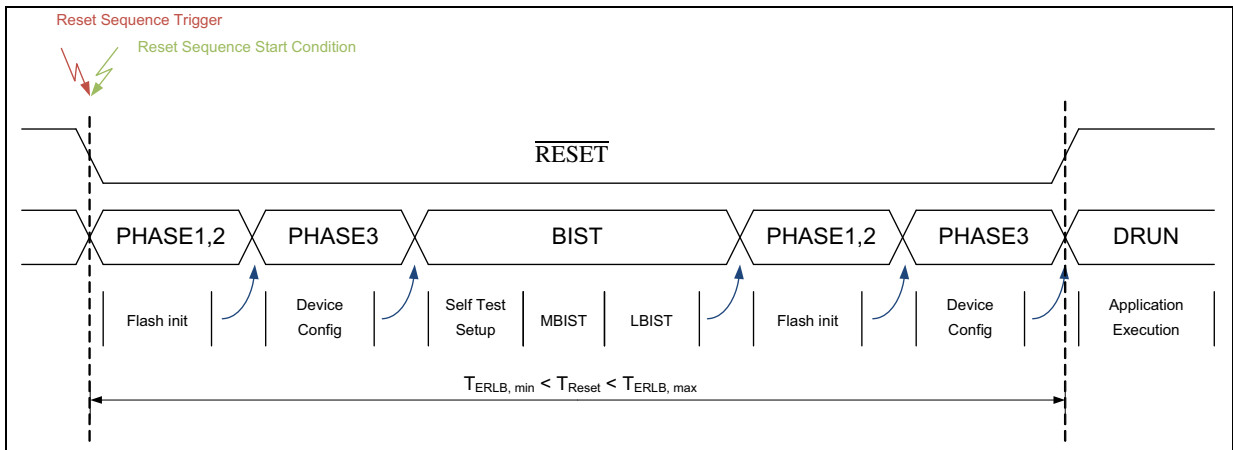 Reset Sequence Trigger
Reset Sequence Start Condition
RESET
PHASE1,2 PHASE3 BIST PHASE1,2 PHASE3 DRUN
Flash init
Device
Config
Self Test
Setup
MBIST
LBIST
Flash init
Device
Config
Application
Execution
TERLB, min < TReset < TERLB, max